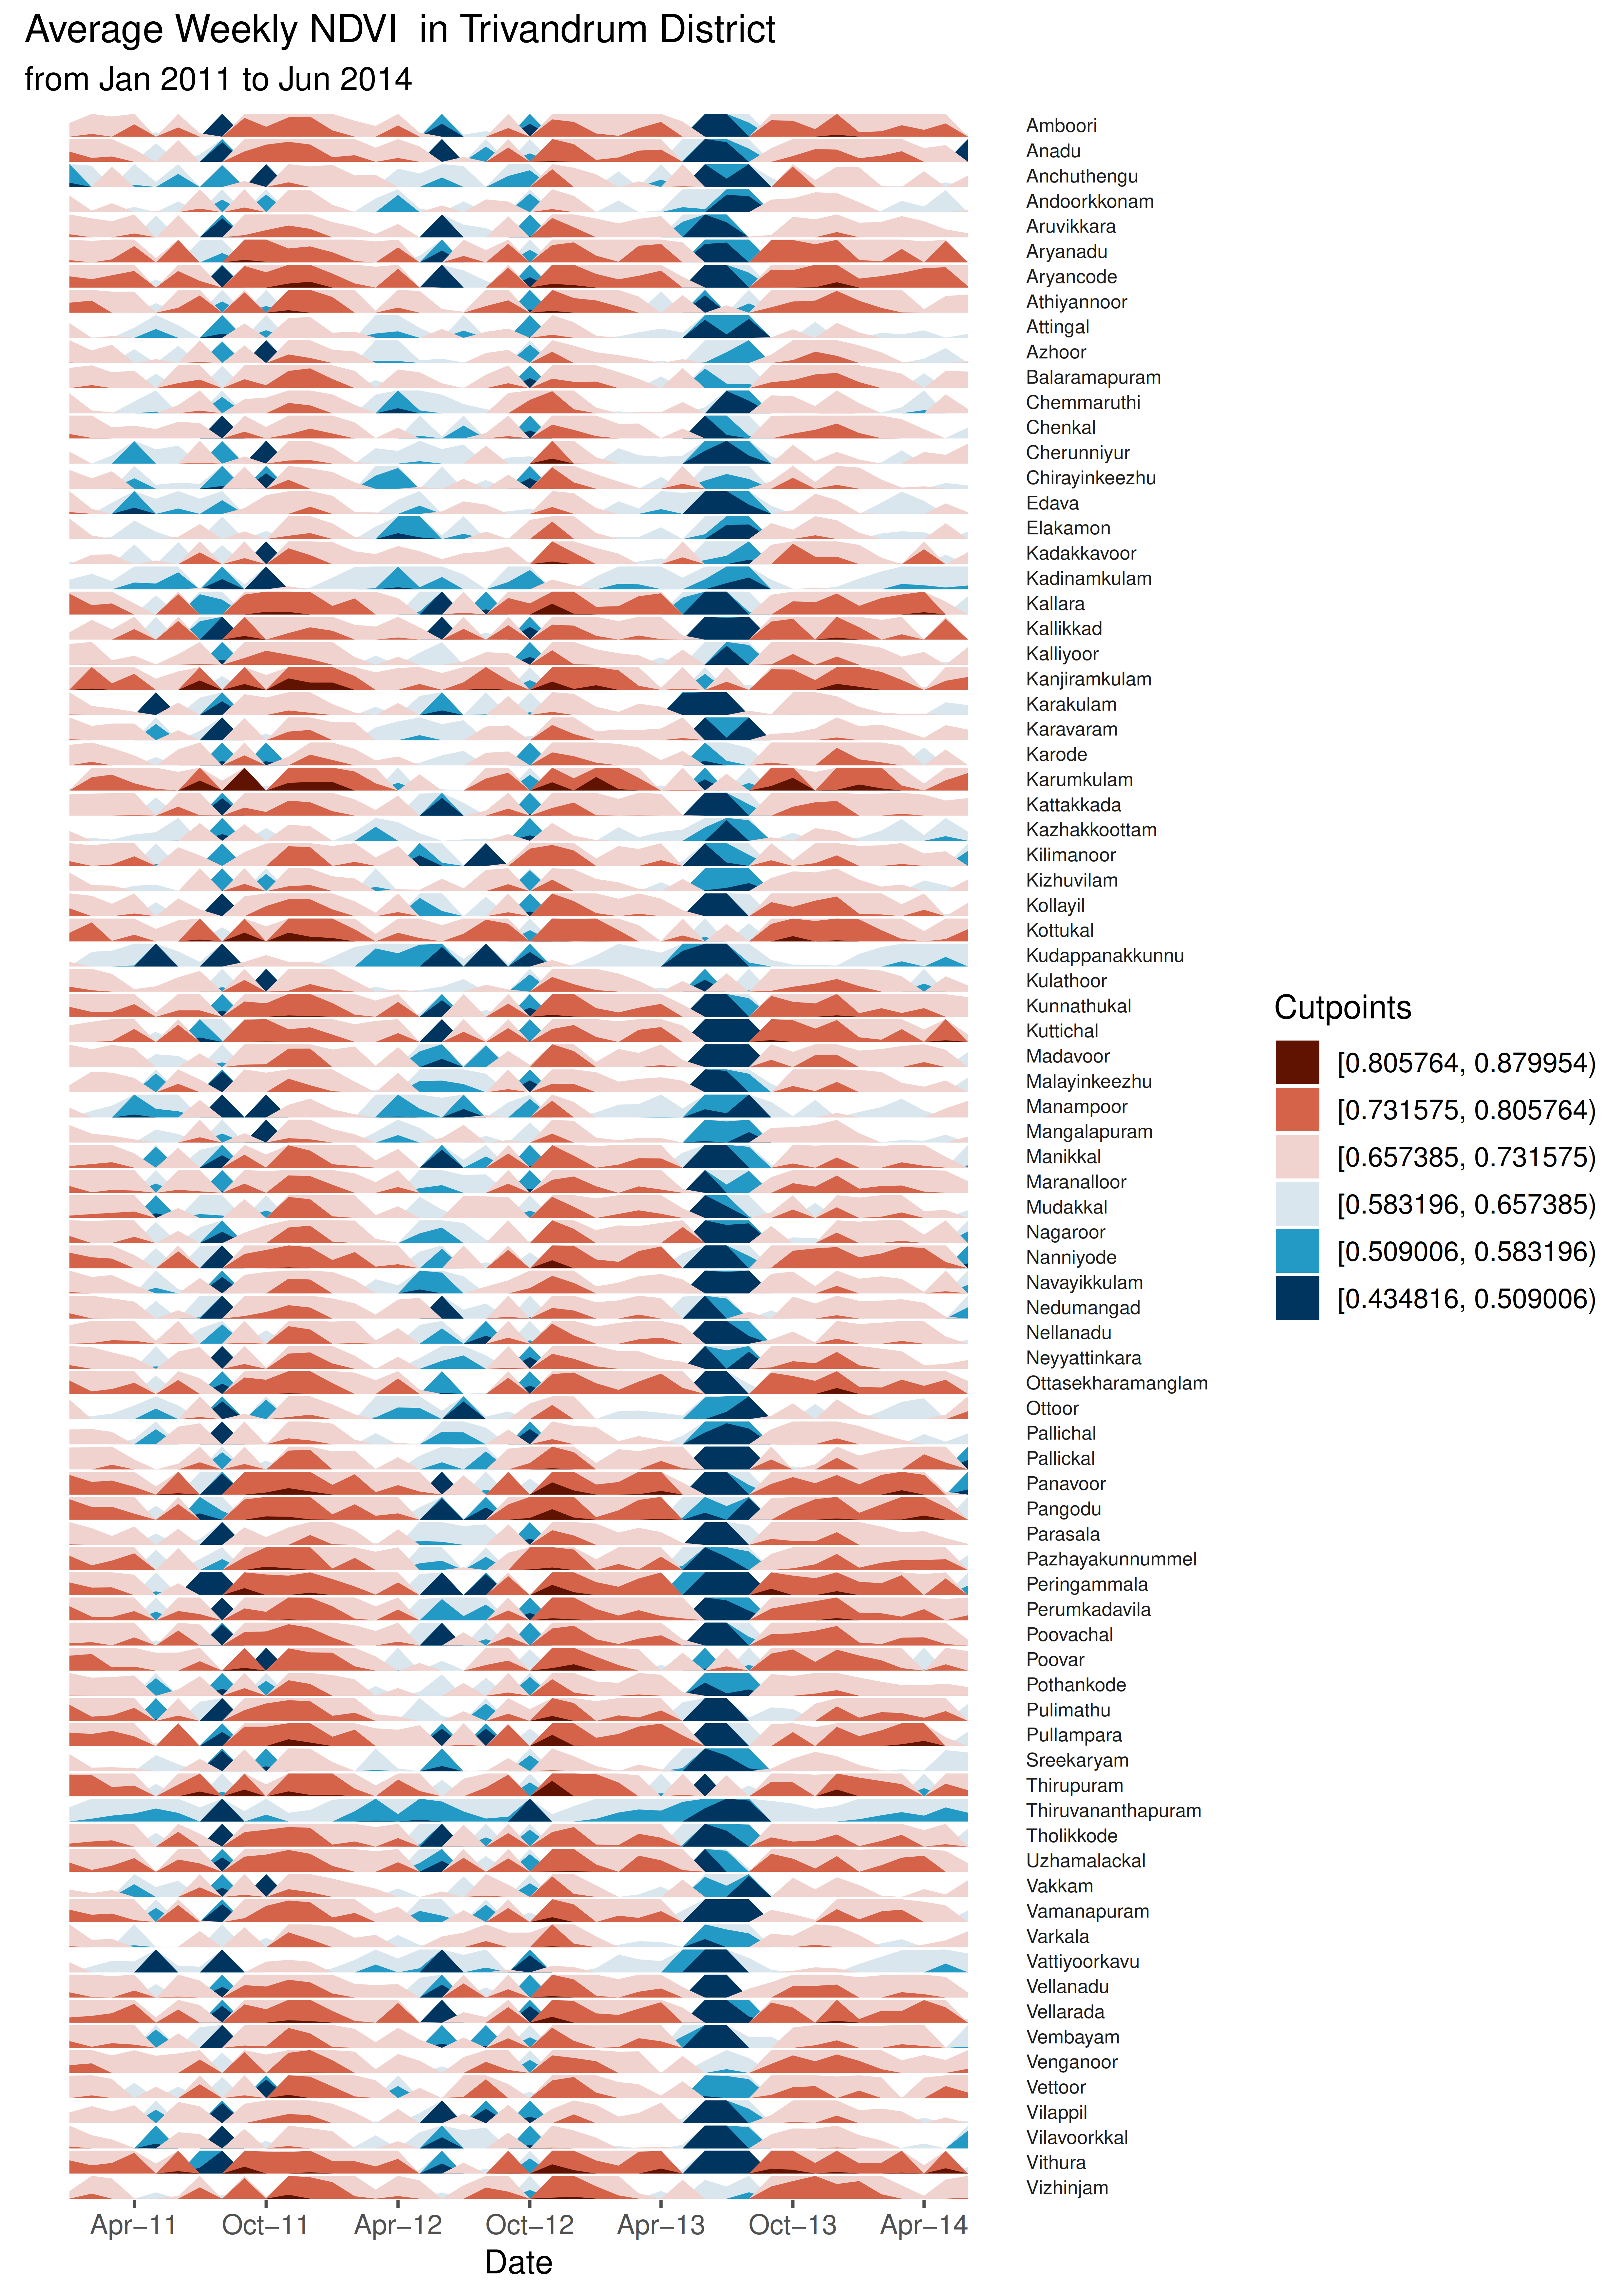 Average Weekly NDVI  in Trivandrum District
from Jan 2011 to Jun 2014
Amboori
Anadu
Anchuthengu
Andoorkkonam
Aruvikkara
Aryanadu
Aryancode
Athiyannoor
Attingal
Azhoor
Balaramapuram
Chemmaruthi
Chenkal
Cherunniyur
Chirayinkeezhu
Edava
Elakamon
Kadakkavoor
Kadinamkulam
Kallara
Kallikkad
Kalliyoor
Kanjiramkulam
Karakulam
Karavaram
Karode
Karumkulam
Kattakkada
Kazhakkoottam
Kilimanoor
Kizhuvilam
Kollayil
Kottukal
Kudappanakkunnu
Kulathoor
Kunnathukal
Kuttichal
Madavoor
Malayinkeezhu
Manampoor
Mangalapuram
Manikkal
Maranalloor
Mudakkal
Nagaroor
Nanniyode
Navayikkulam
Nedumangad
Nellanadu
Neyyattinkara
Ottasekharamanglam
Ottoor
Pallichal
Pallickal
Panavoor
Pangodu
Parasala
Pazhayakunnummel
Peringammala
Perumkadavila
Poovachal
Poovar
Pothankode
Pulimathu
Pullampara
Sreekaryam
Thirupuram
Thiruvananthapuram
Tholikkode
Uzhamalackal
Vakkam
Vamanapuram
Varkala
Vattiyoorkavu
Vellanadu
Vellarada
Vembayam
Venganoor
Vettoor
Vilappil
Vilavoorkkal
Vithura
Vizhinjam
Cutpoints
[0.805764, 0.879954)
[0.731575, 0.805764)
[0.657385, 0.731575)
[0.583196, 0.657385)
[0.509006, 0.583196)
[0.434816, 0.509006)
Apr−11 Oct−11 Apr−12 Oct−12 Apr−13 Oct−13 Apr−14
Date